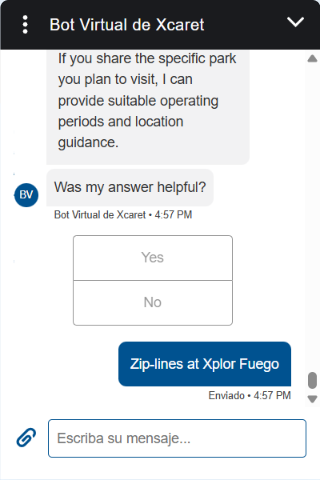 Bot Virtual de Xcaret
If you share the specific park
you plan to visit, I can
provide suitable operating
periods and location
guidance.
BV
Was my answer helpful?
Bot Virtual de Xcaret • 4:57 PM
Yes
No
Zip-lines at Xplor Fuego
Enviado • 4:57 PM
Escriba su mensaje...